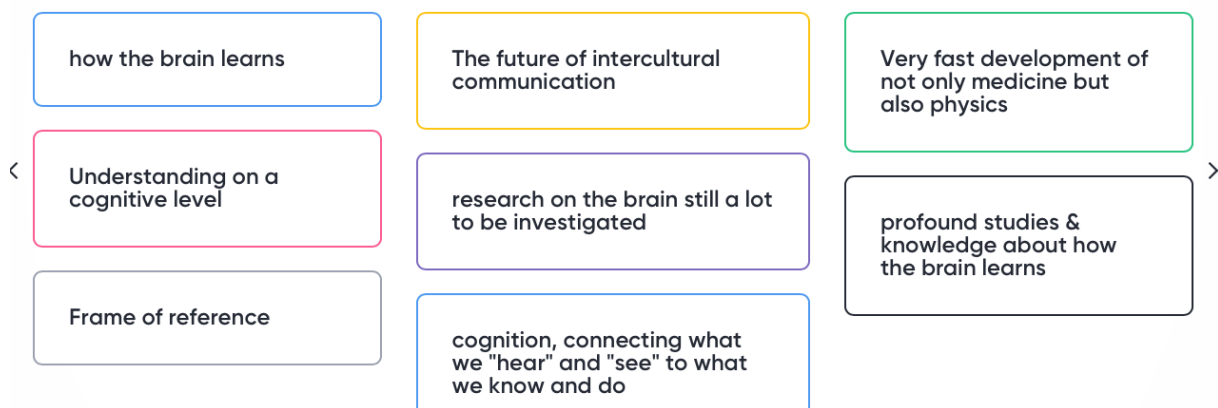 how the brain learns
Understanding on a
cognitive level
Frame of reference
The future of intercultural
communication
research on the brain still a lot
to be investigated
cognition, connecting what
we "hear" and "see" to what
we know and do
Very fast development of
not only medicine but
also physics
profound studies &
knowledge about how
the brain learns